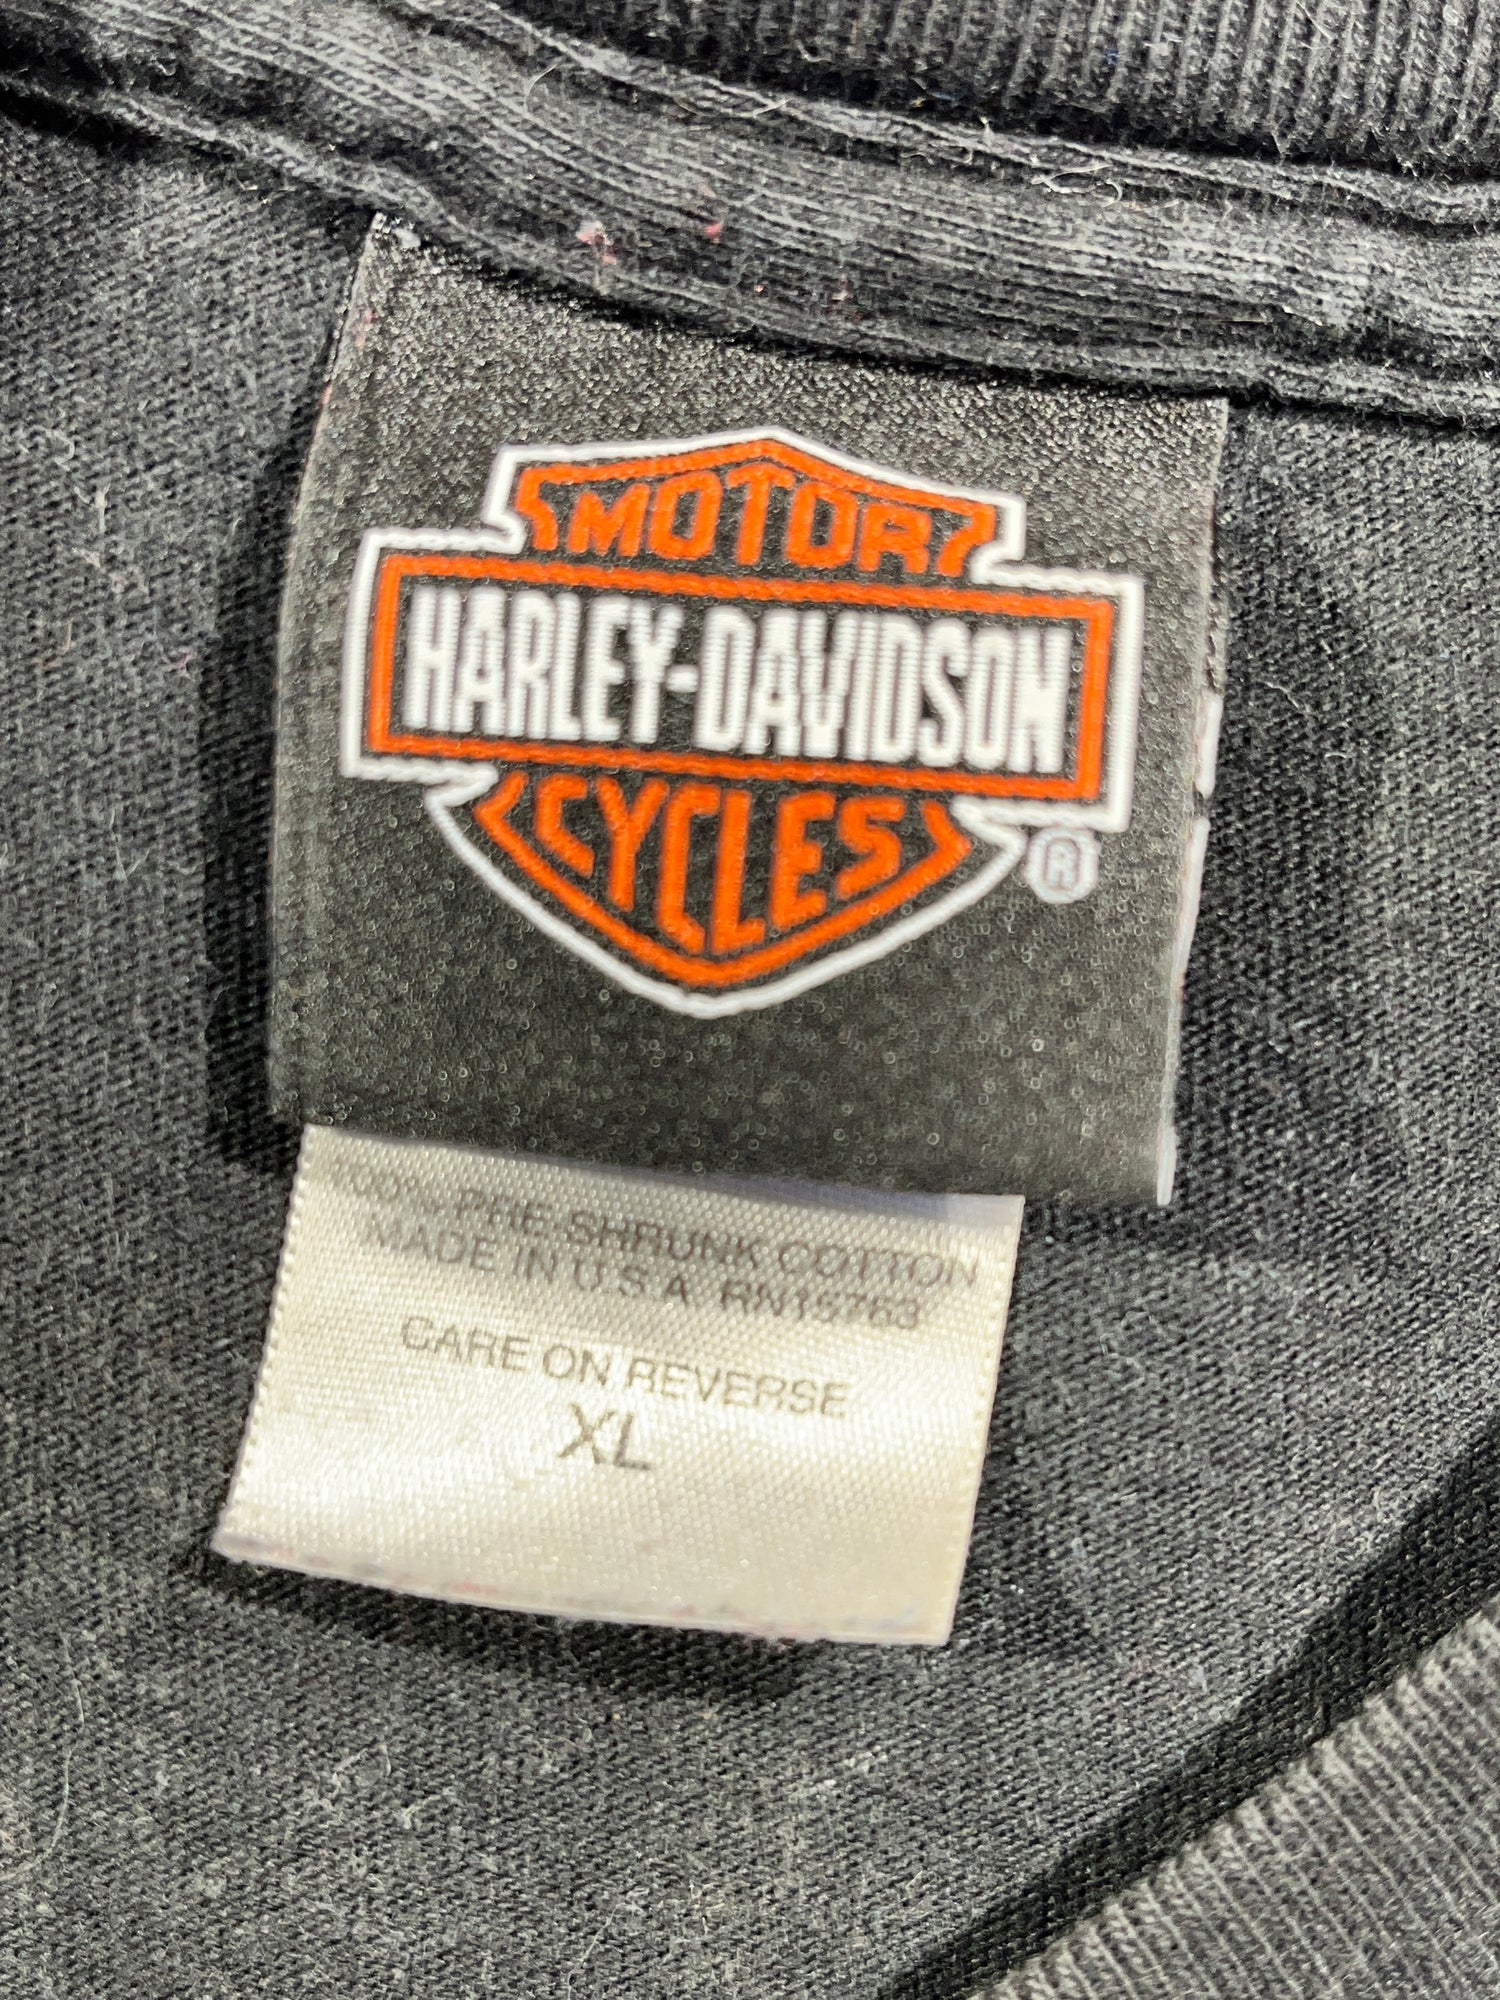 MOTOR
HARLEY-DAVIDSON
CYCLES
®
100% PRE-SHRUNK COTTON
MADE IN U.S.A. RN15763
CARE ON REVERSE
XL